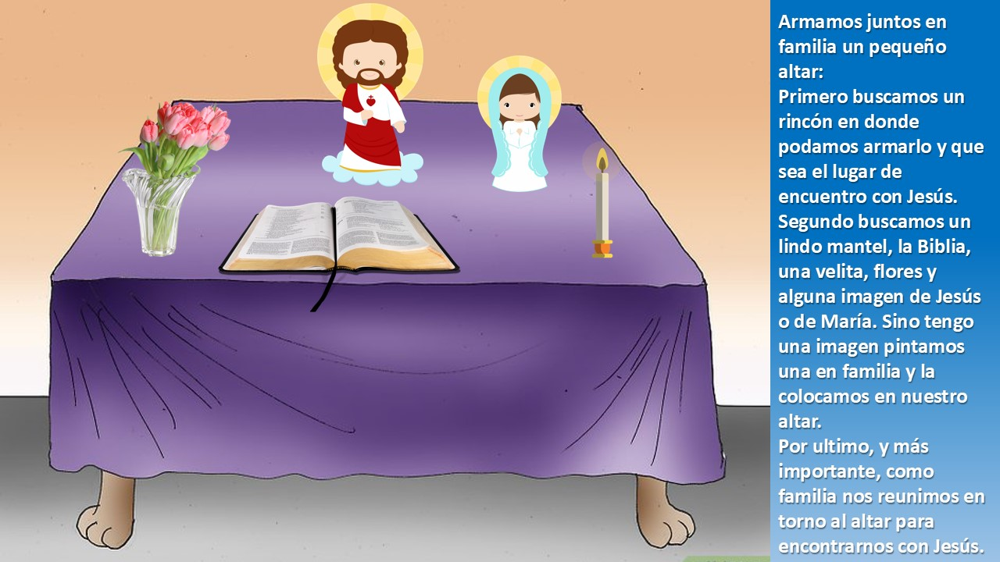 Armamos juntos en
familia un pequeño
altar:
Primero buscamos un
rincón en donde
podamos armarlo y que
sea el lugar de
encuentro con Jesús.
Segundo buscamos un
lindo mantel, la Biblia,
una velita, flores y
alguna imagen de Jesús
o de María. Sino tengo
una imagen pintamos
una en familia y la
colocamos en nuestro
altar.
Por ultimo, y más
importante, como
familia nos reunimos en
torno al altar para
encontrarnos con Jesús.